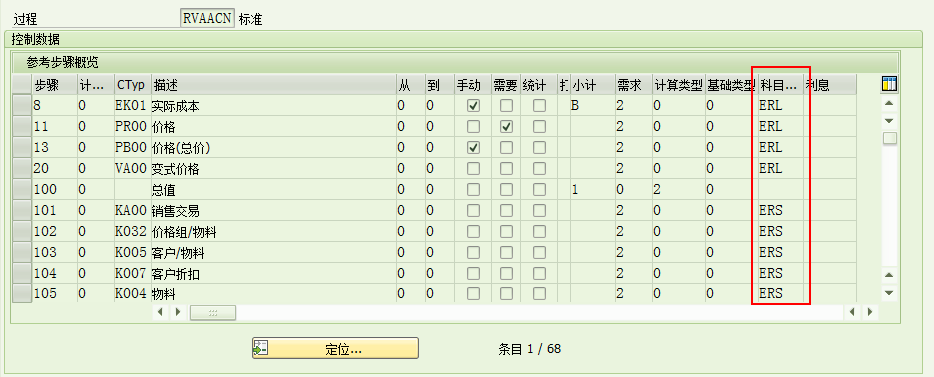 过程 RVAACN 标准
控制数据
参考步骤概览
步骤 计... CTyp 描述 从 到 手动 需要 统计 打 小计 需求 计算类型 基础类型 科目... 利息
8 0 EK01 实际成本 0 0 B 2 0 0 ERL
11 0 PR00 价格 0 0 2 0 0 ERL
13 0 PB00 价格(总价) 0 0 2 0 0 ERL
20 0 VA00 变式价格 0 0 2 0 0 ERL
100 0 总值 0 0 1 0 2
101 0 KA00 销售交易 0 0 2 0 0 ERS
102 0 K032 价格组/物料 0 0 2 0 0 ERS
103 0 K005 客户/物料 0 0 2 0 0 ERS
104 0 K007 客户折扣 0 0 2 0 0 ERS
105 0 K004 物料 0 0 2 0 0 ERS
定位... 条目 1 / 68